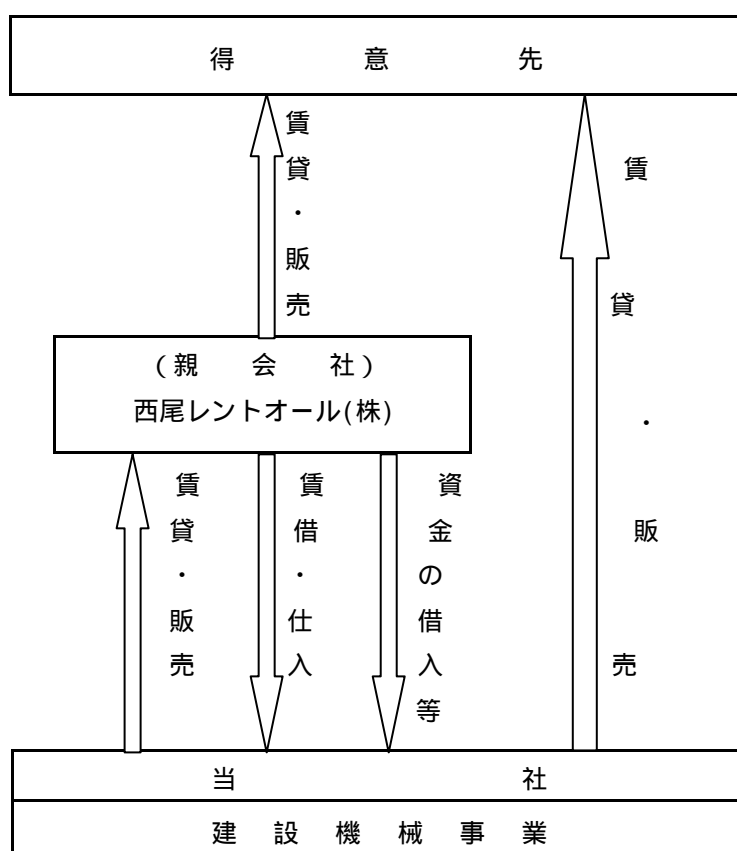 得意先
賃貸・販売
賃貸・販売
(親会社)
西尾レントオール(株)
賃貸・販売
賃借・仕入
資金の借入等
当社
建設機械事業